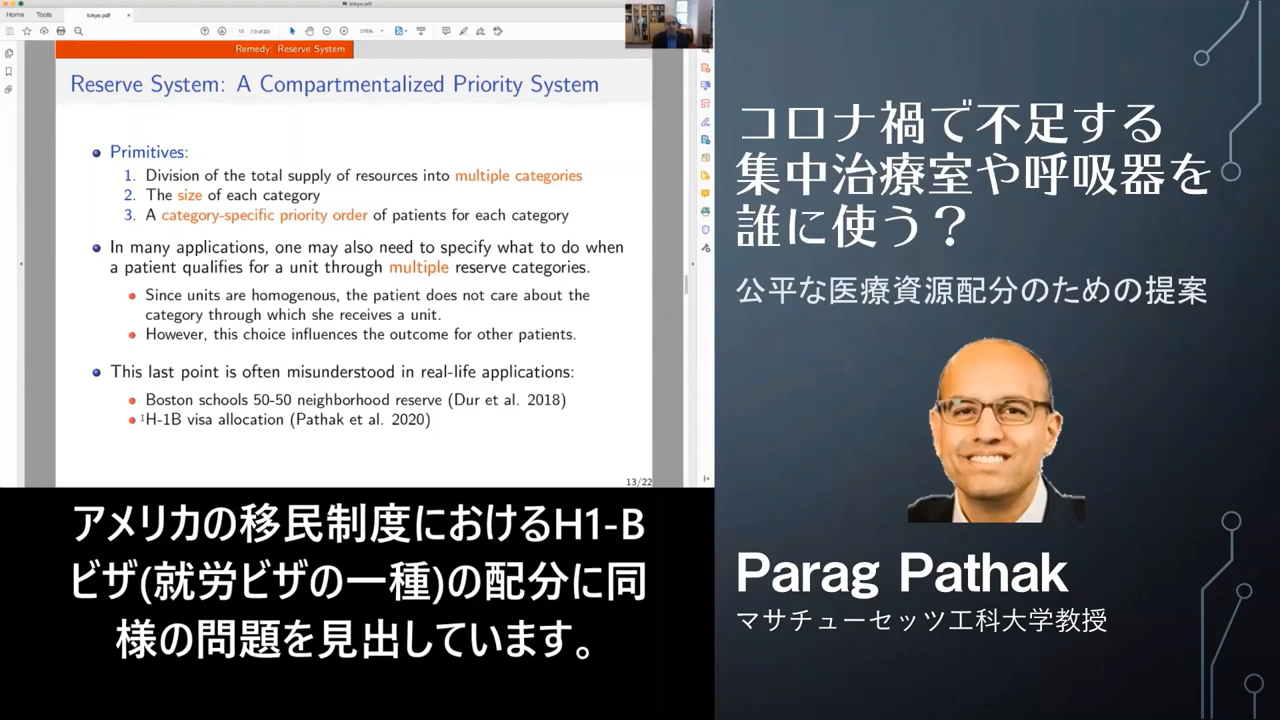 tokyo.pdf
Home Tools tokyo.pdf ×
13 (13 of 22) 378%
Remedy: Reserve System
Reserve System: A Compartmentalized Priority System
Primitives:
1. Division of the total supply of resources into multiple categories
2. The size of each category
3. A category-specific priority order of patients for each category
In many applications, one may also need to specify what to do when
a patient qualifies for a unit through multiple reserve categories.
Since units are homogenous, the patient does not care about the
category through which she receives a unit.
However, this choice influences the outcome for other patients.
This last point is often misunderstood in real-life applications:
Boston schools 50-50 neighborhood reserve (Dur et al. 2018)
H-1B visa allocation (Pathak et al. 2020)
13/22
アメリカの移民制度におけるH1-B
ビザ(就労ビザの一種)の配分に同
様の問題を見出しています。
コロナ禍で不足する
集中治療室や呼吸器を
誰に使う？
公平な医療資源配分のための提案
Parag Pathak
マサチューセッツ工科大学教授